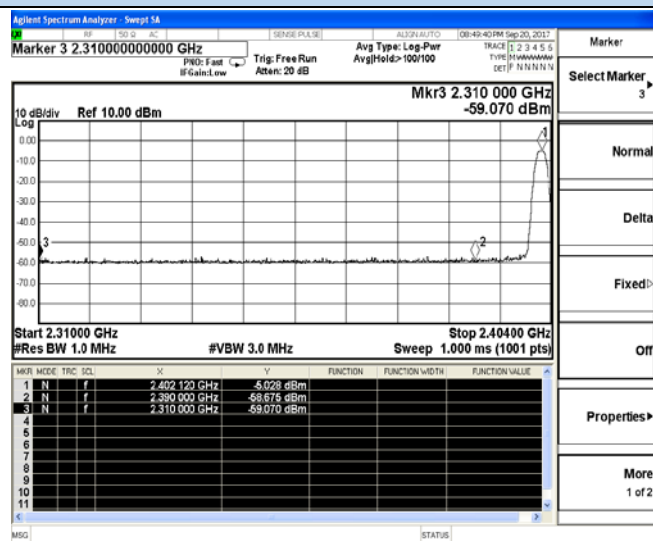 Agilent Spectrum Analyzer - Swept SA
RF 50 Ω AC SENSE:PULSE ALIGN AUTO 08:49:40 PM Sep 20, 2017
Marker 3 2.310000000000 GHz
PNO: Fast
IFGain:Low
Trig: Free Run
Atten: 20 dB
Avg Type: Log-Pwr
Avg|Hold:> 100/100
TRACE 1 2 3 4 5 6
TYPE M WWWWW
DET P N N N N N
Mkr3 2.310 000 GHz
-59.070 dBm
10 dB/div Ref 10.00 dBm
Log
0.00
-10.0
-20.0
-30.0
-40.0
-50.0
-60.0
-70.0
-80.0
1
2
3
Start 2.31000 GHz Stop 2.40400 GHz
#Res BW 1.0 MHz #VBW 3.0 MHz Sweep 1.000 ms (1001 pts)
MKR MODE TRC SCL X Y FUNCTION FUNCTION WIDTH FUNCTION VALUE
1 N f 2.402 120 GHz -5.028 dBm
2 N f 2.390 000 GHz -58.675 dBm
3 N f 2.310 000 GHz -59.070 dBm
4
5
6
7
8
9
10
11
MSG STATUS
Marker
Select Marker
3
Normal
Delta
Fixed
Off
Properties
More
1 of 2